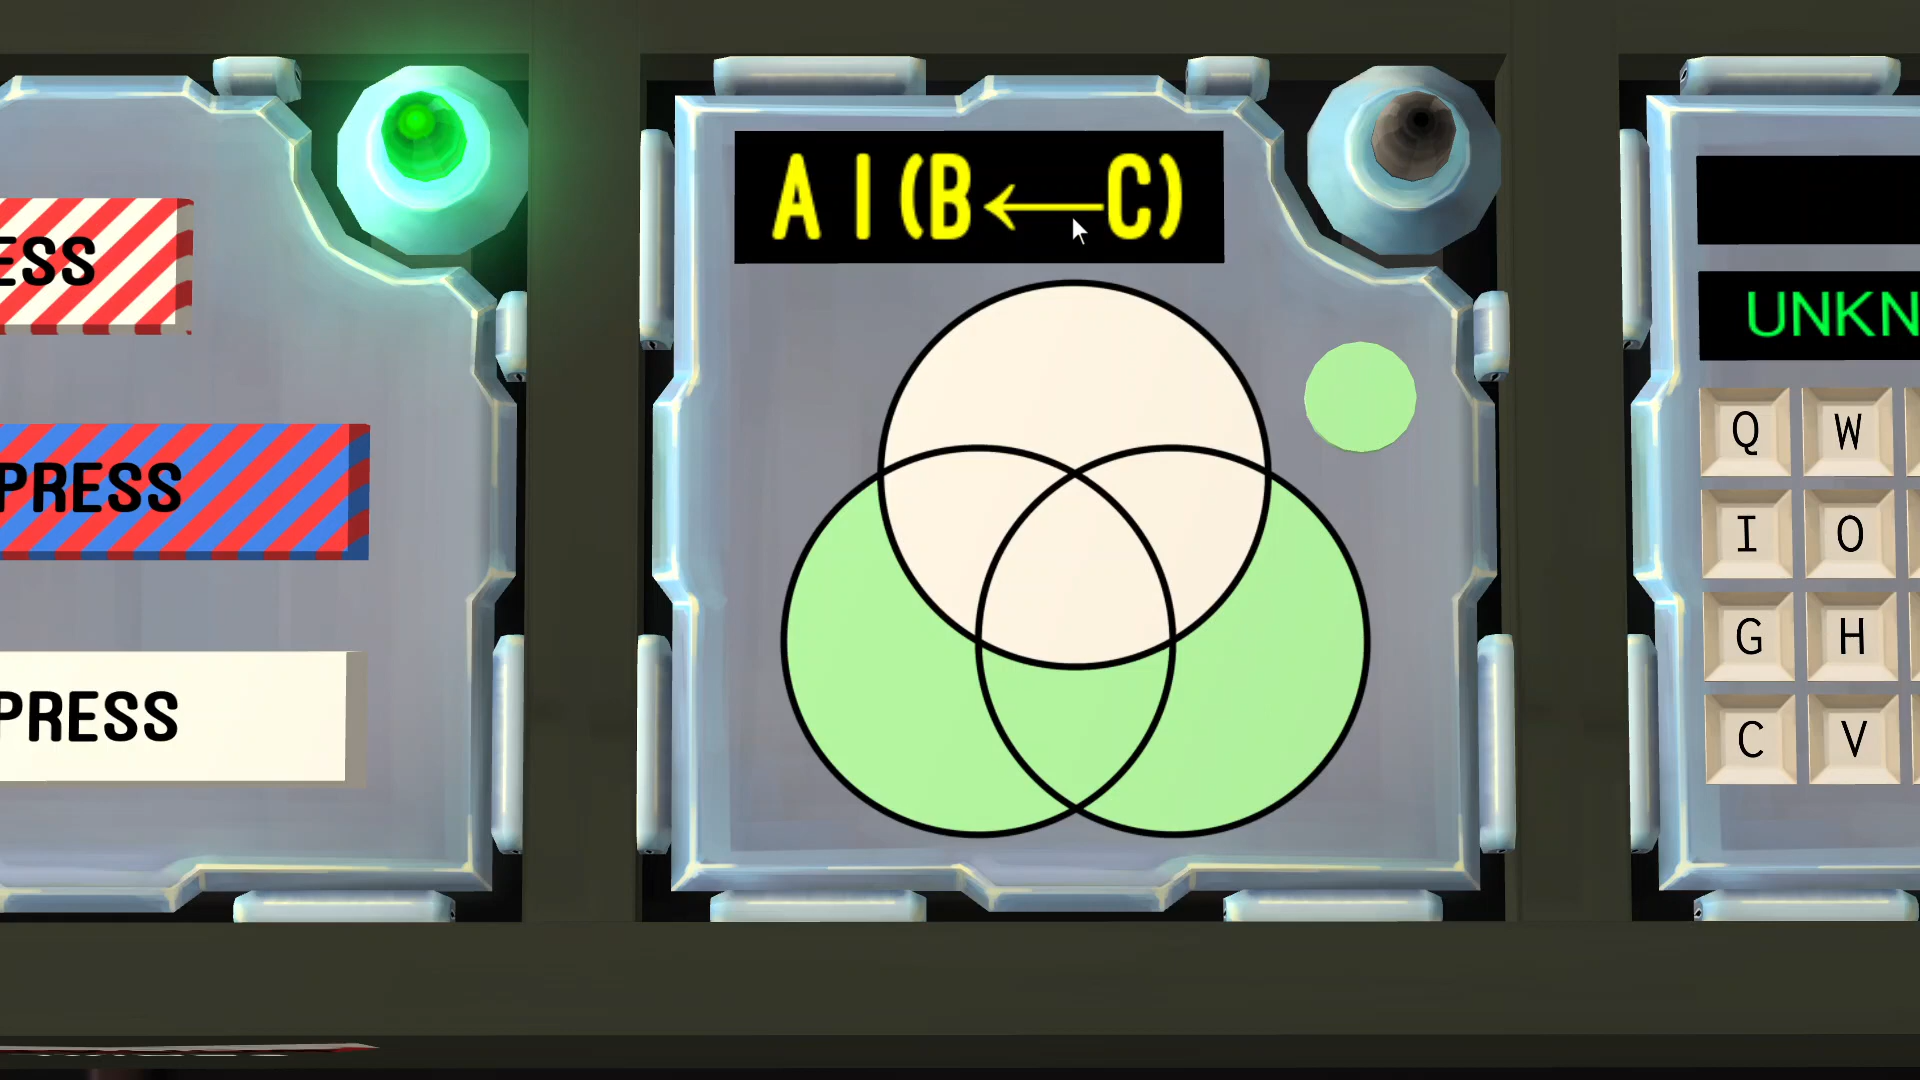 ESS
PRESS
PRESS
A | (B←C)
UNKN
Q W
I O
G H
C V